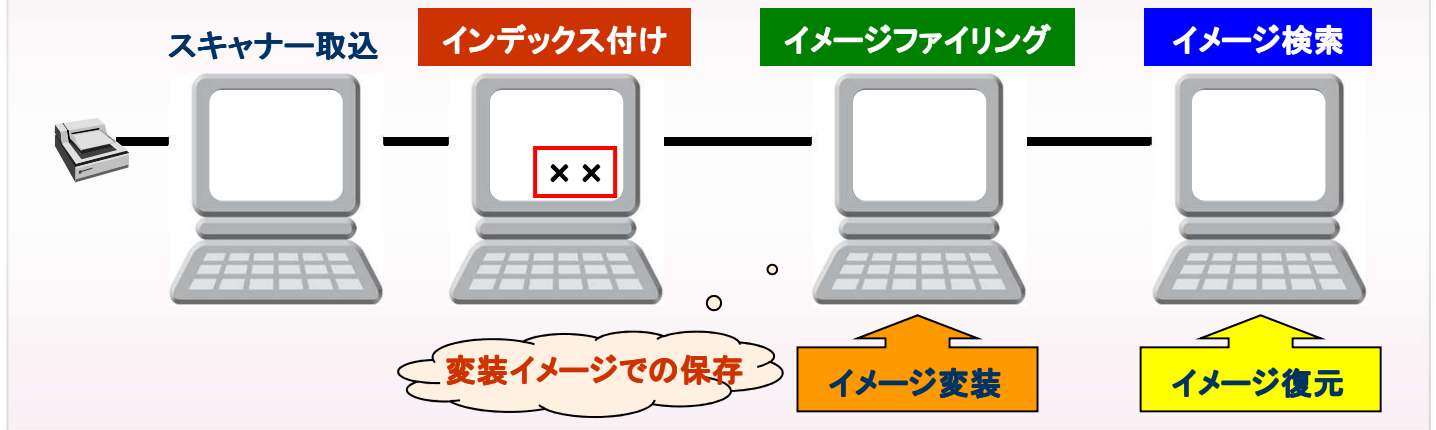 スキャナー取込
インデックス付け
イメージファイリング
イメージ検索
××
変装イメージでの保存
イメージ変装
イメージ復元